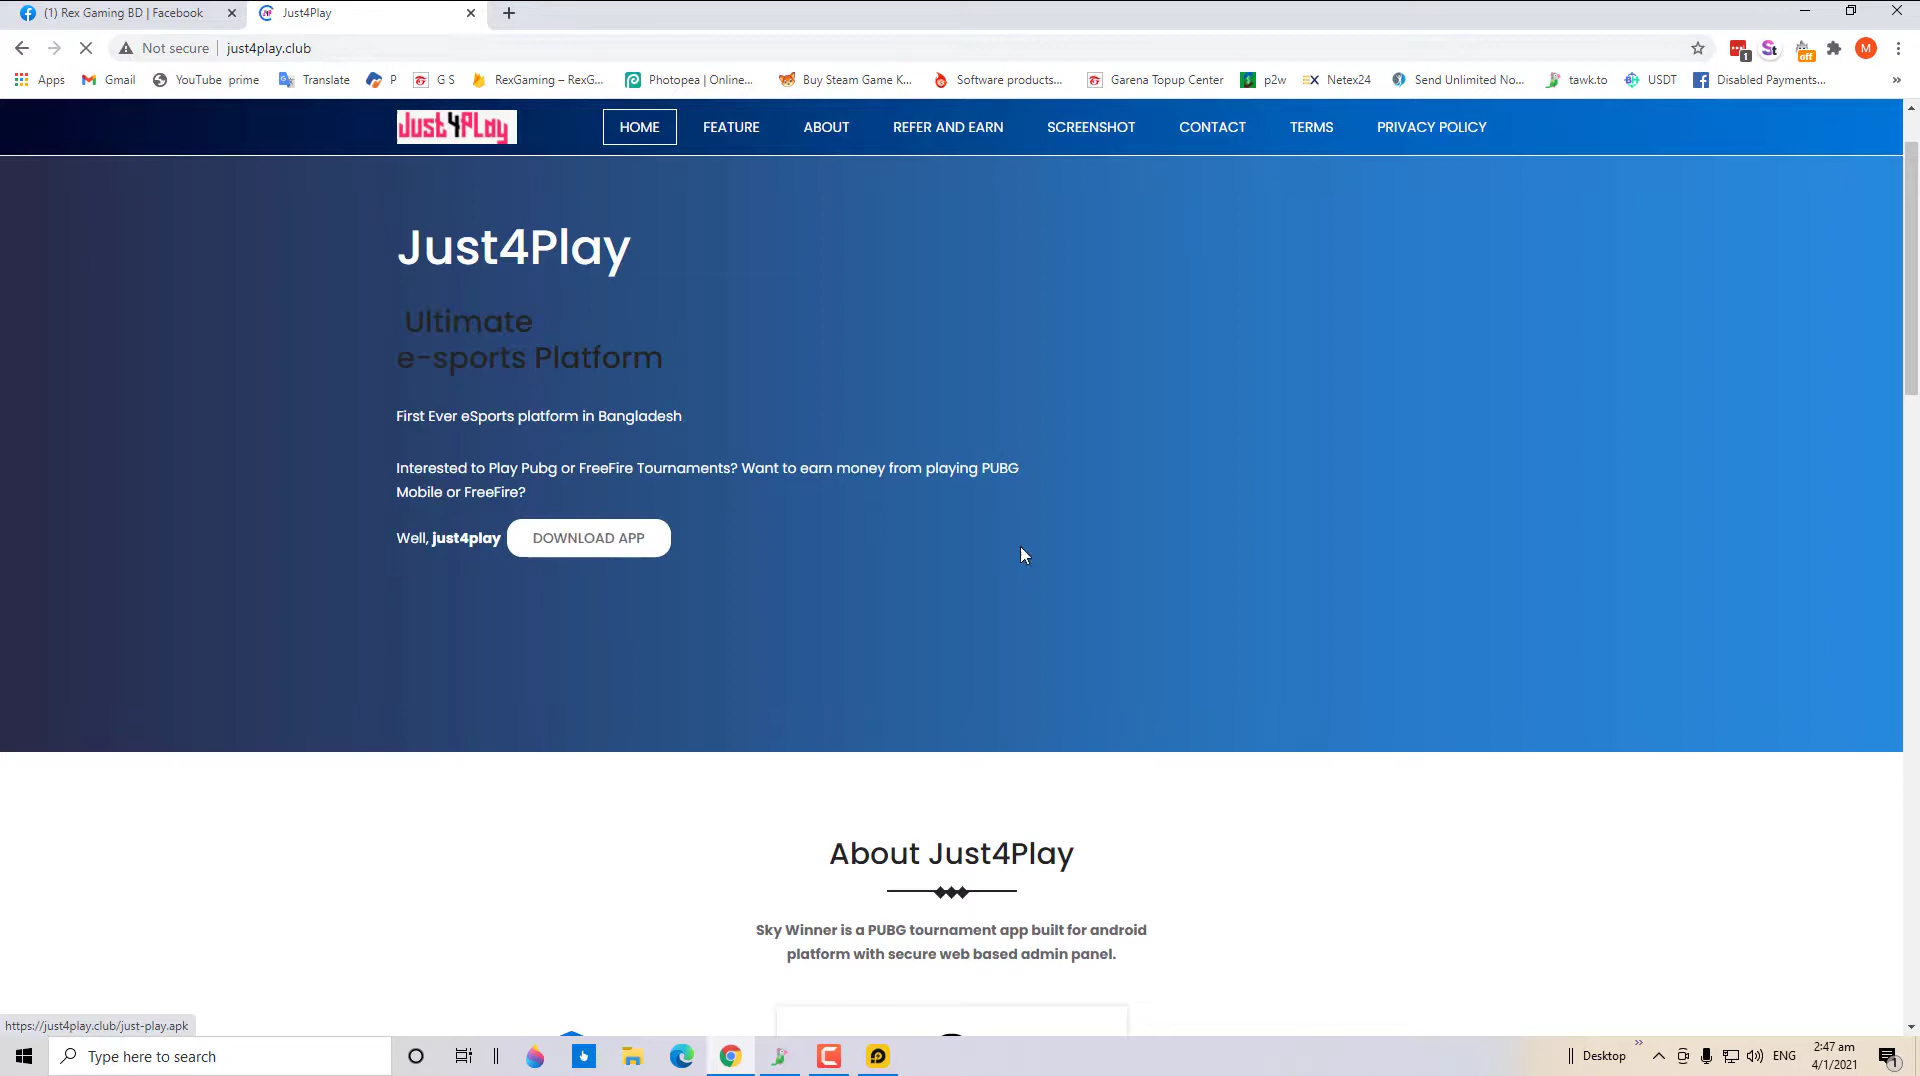 (1) Rex Gaming BD | Facebook
Just4Play
Not secure
just4play.club
M
Apps
Gmail
YouTube prime
Translate
P
G S
RexGaming – RexG...
Photopea | Online...
Buy Steam Game K...
Software products...
Garena Topup Center
p2w
Netex24
Send Unlimited No...
tawk.to
USDT
Disabled Payments...
Just4Play
HOME
FEATURE
ABOUT
REFER AND EARN
SCREENSHOT
CONTACT
TERMS
PRIVACY POLICY
Just4Play
Ultimate
e-sports Platform
First Ever eSports platform in Bangladesh
Interested to Play Pubg or FreeFire Tournaments? Want to earn money from playing PUBG
Mobile or FreeFire?
Well, just4play DOWNLOAD APP
About Just4Play
Sky Winner is a PUBG tournament app built for android
platform with secure web based admin panel.
https://just4play.club/just-play.apk
Type here to search
Desktop
ENG
2:47 am
4/1/2021
1